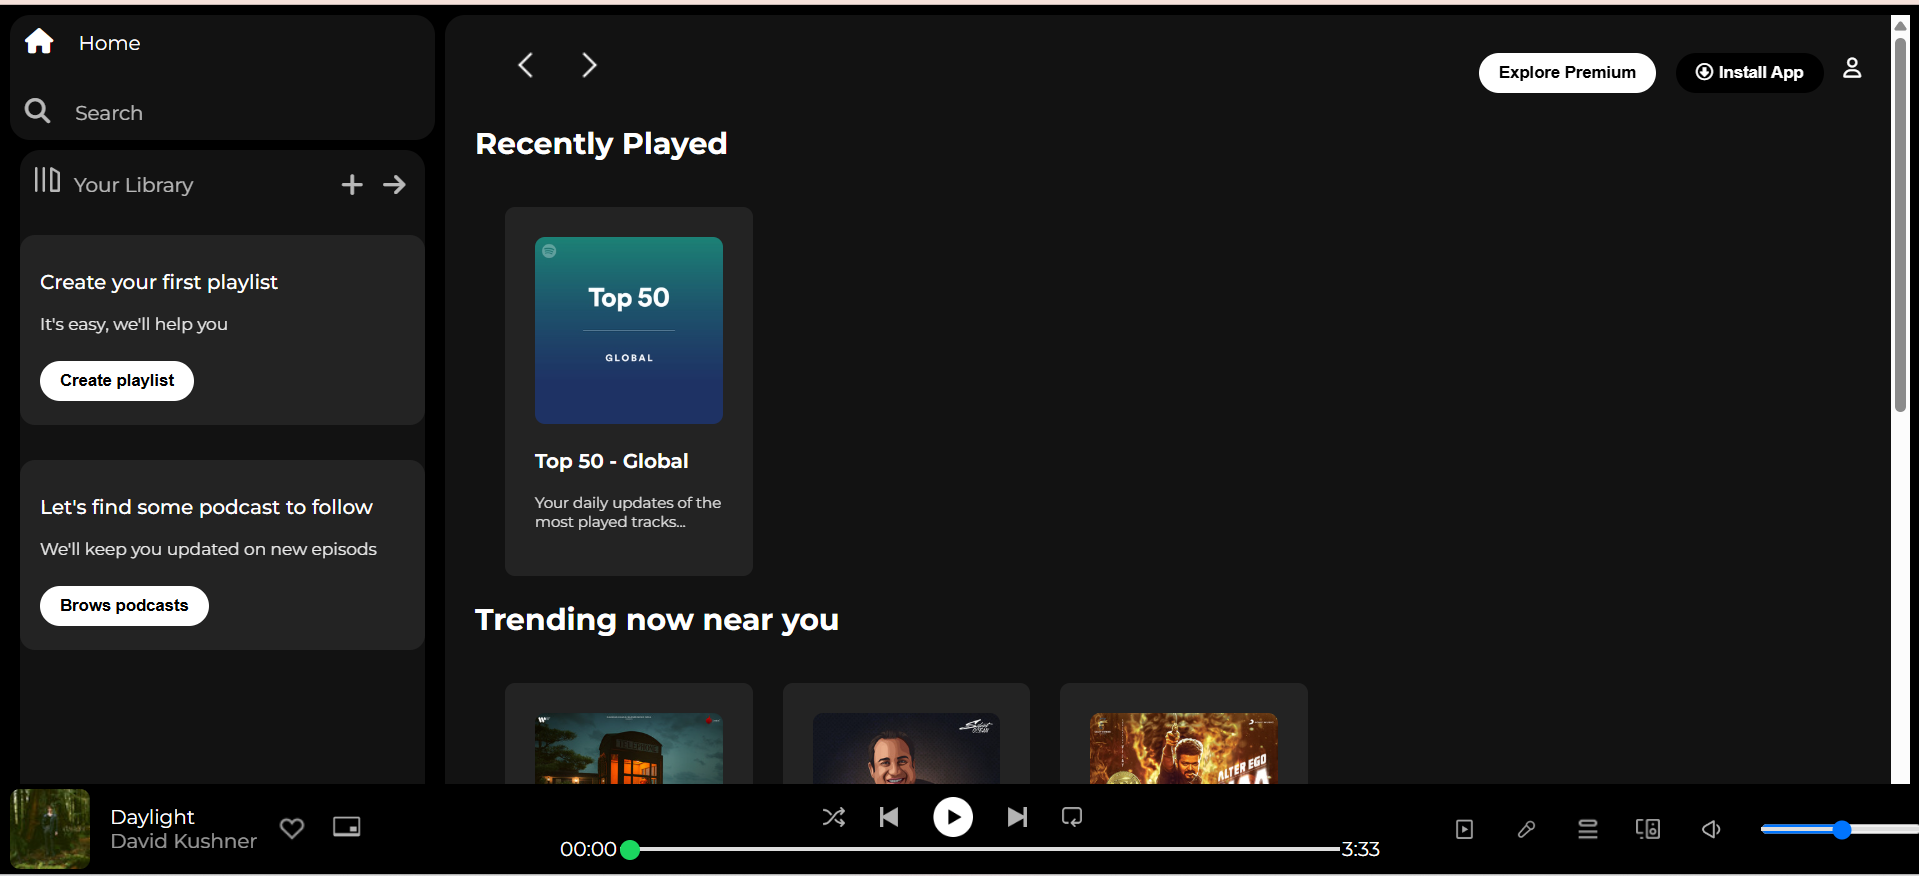 Home
Search
Your Library
Create your first playlist
It's easy, we'll help you
Create playlist
Let's find some podcast to follow
We'll keep you updated on new episods
Brows podcasts
Explore Premium
Install App
Recently Played
Top 50
GLOBAL
Top 50 - Global
Your daily updates of the
most played tracks...
Trending now near you
ALTER EGO
Daylight
David Kushner
00:00
3:33